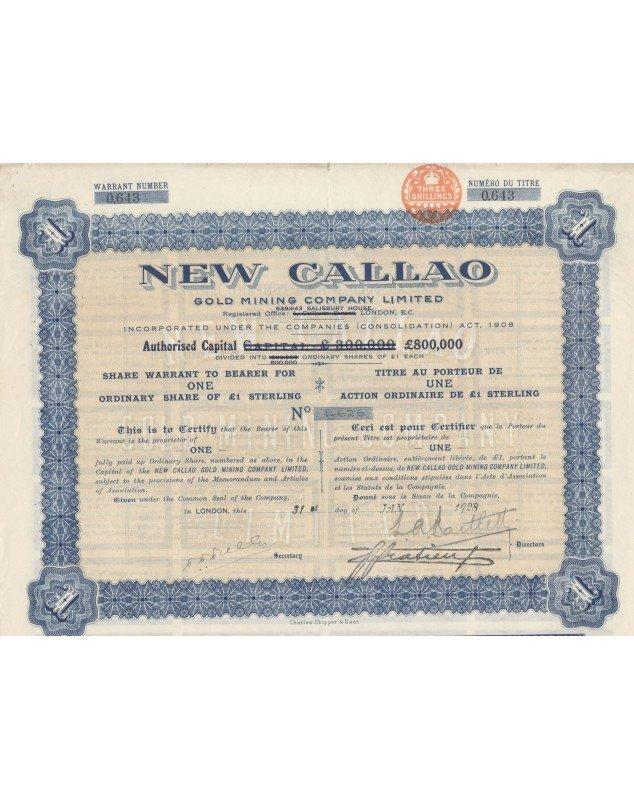 WARRANT NUMBER
0,643
THREE
SHILLINGS
NUMÉRO DU TITRE
0,643
NEW CALLAO
GOLD MINING COMPANY LIMITED
639/643 SALISBURY HOUSE,
Registered Office LONDON, E.C.
INCORPORATED UNDER THE COMPANIES (CONSOLIDATION) ACT, 1908
Authorised Capital CAPITAL £ 300,000 £800,000
DIVIDED INTO 300,000 ORDINARY SHARES OF £1 EACH
800,000
SHARE WARRANT TO BEARER FOR
ONE
ORDINARY SHARE OF £1 STERLING
TITRE AU PORTEUR DE
UNE
ACTION ORDINAIRE DE £1 STERLING
No
This is to Certify that the Bearer of this
Warrant is the proprietor of
ONE
fully paid up Ordinary Share, numbered as above, in the
Capital of the NEW CALLAO GOLD MINING COMPANY LIMITED,
subject to the provisions of the Memorandum and Articles
of Association.
Given under the Common Seal of the Company,
in LONDON, this 31st
Ceci est pour Certifier que le Porteur du
présent Titre est propriétaire de
UNE
Action Ordinaire, entièrement libérée, de £1, portant le
numéro ci-dessus, de NEW CALLAO GOLD MINING COMPANY LIMITED,
soumise aux conditions stipulées dans l'Acte d'Association
et les Statuts de la Compagnie.
Donné sous le Sceau de la Compagnie,
day of JULY 1928
Secretary
Directors
Charles Skipper & East